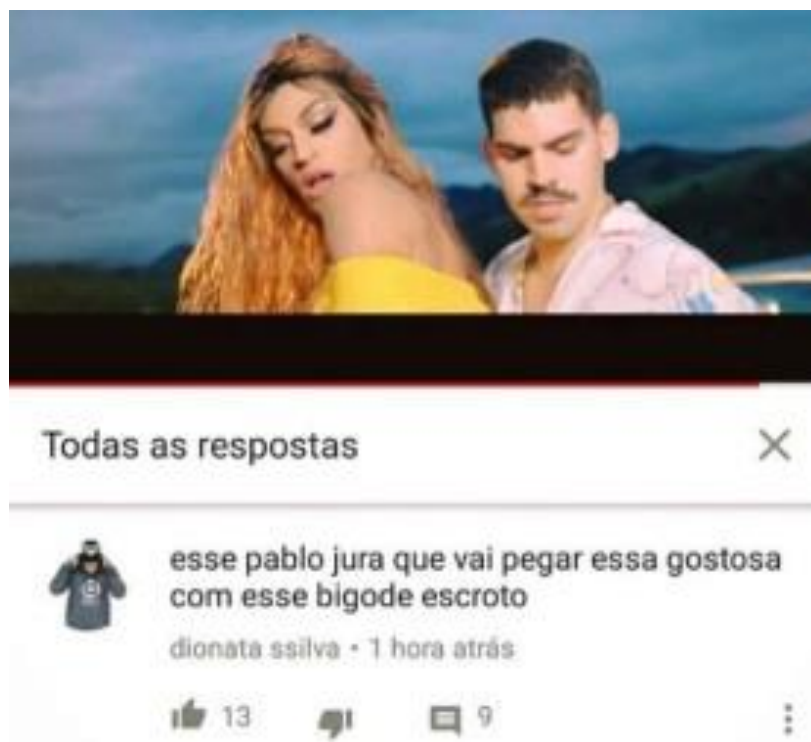 Todas as respostas
esse pablo jura que vai pegar essa gostosa
com esse bigode escroto
dionata ssilva • 1 hora atrás
13
9